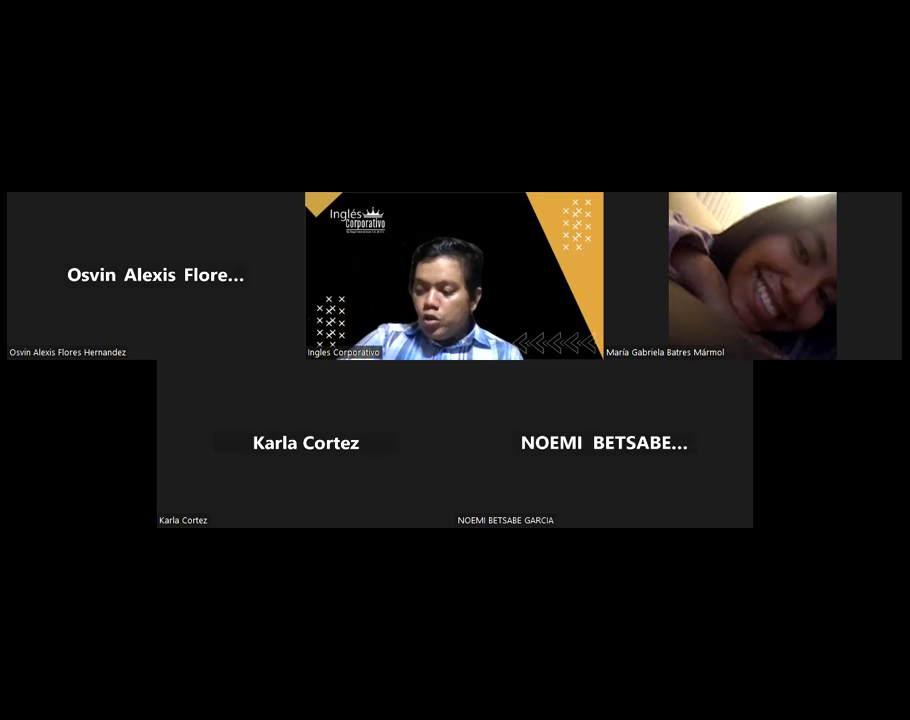 Osvin Alexis Flore...
Osvin Alexis Flores Hernandez
Inglés
Corporativo
Ingles Corporativo
María Gabriela Batres Mármol
Karla Cortez
Karla Cortez
NOEMI BETSABE...
NOEMI BETSABE GARCIA